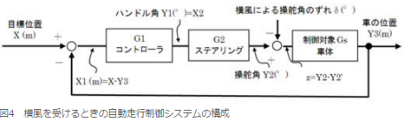 目標位置
X (m)
＋
－
X1 (m)=X-Y3
G1
コントローラ
ハンドル角 Y1(°)=X2
G2
ステアリング
操舵角 Y2(°)
横風による操舵角のずれ δ(°)
－
＋
z=Y2-Y2'
制御対象 Gs
車体
車の位置
Y3(m)
図4 横風を受けるときの自動走行制御システムの構成